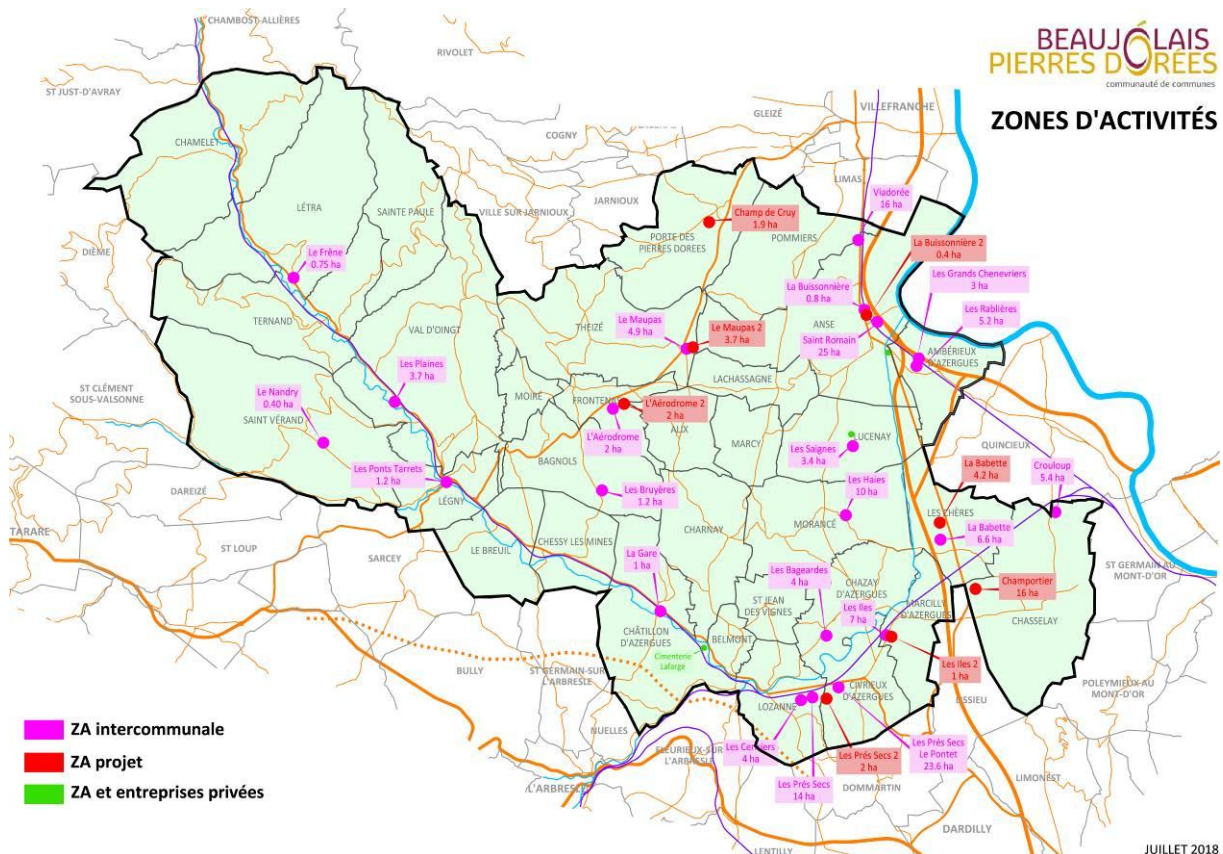 BEAUJOLAIS
PIERRES DORÉES
communauté de communes
ZONES D'ACTIVITÉS
CHAMBOST-ALLIÈRES
RIVOLET
ST JUST-D'AVRAY
COGNY
GLEIZÉ
VILLEFRANCHE
CHAMELET
LIMAS
LÉTRA
SAINTE PAULE
VILLE SUR JARNIOUX
JARNIOUX
Viadorée
16 ha
Champ de Cruy
1.9 ha
PORTE DES
PIERRES DOREES
POMMIERS
La Buissonnière 2
0.4 ha
DIÈME
Le Frêne
0.75 ha
Les Grands Chenevriers
3 ha
La Buissonnière
0.8 ha
Les Rablières
5.2 ha
TERNAND
VAL D'OINGT
THEIZÉ
Le Maupas
4.9 ha
Le Maupas 2
3.7 ha
ANSE
Saint Romain
25 ha
AMBÉRIEUX
D'AZERGUES
Les Plaines
3.7 ha
LACHASSAGNE
MOIRÉ
ST CLÉMENT
SOUS-VALSONNE
Le Nandry
0.40 ha
SAINT VÉRAND
FRONTENAS
L'Aérodrome 2
2 ha
ALIX
L'Aérodrome
2 ha
MARCY
LUCENAY
Les Saignes
3.4 ha
QUINCIEUX
BAGNOLS
Les Ponts Tarrets
1.2 ha
La Babette
4.2 ha
Crouloup
5.4 ha
DAREIZÉ
LÉGNY
Les Bruyères
1.2 ha
Les Haies
10 ha
LES CHÈRES
TARARE
CHARNAY
MORANCÉ
La Babette
6.6 ha
ST LOUP
SARCEY
LE BREUIL
CHESSY LES MINES
La Gare
1 ha
Les Bageardes
4 ha
CHAZAY
D'AZERGUES
ST GERMAIN AU
MONT-D'OR
Champortier
16 ha
ST JEAN
DES VIGNES
Les Iles
7 ha
MARCILLY
D'AZERGUES
CHASSELAY
CHÂTILLON
D'AZERGUES
BELMONT
Cimenterie
Lafarge
BULLY
ST GERMAIN-SUR-
L'ARBRESLE
Les Iles 2
1 ha
POLEYMIEUX-AU
MONT-D'OR
LOZANNE
CIVRIEUX
D'AZERGUES
NUELLES
Les Prés Secs 2
2 ha
Les Prés Secs
Le Pontet
23.6 ha
4 ha
FLEURIEUX-SUR
L'ARBRESLE
Les Prés Secs
14 ha
DOMMARTIN
LIMONEST
L'ARBRESLE
DARDILLY
LENTILLY
ZA intercommunale
ZA projet
ZA et entreprises privées
JUILLET 2018